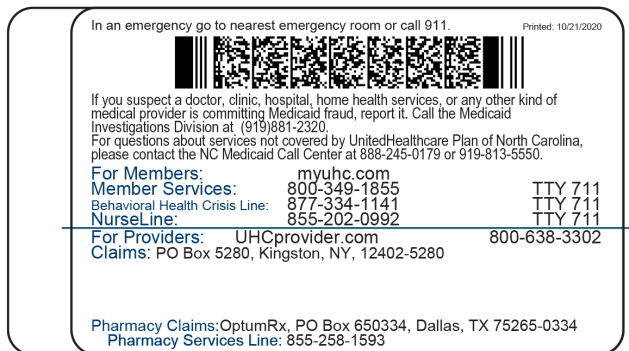 In an emergency go to nearest emergency room or call 911. Printed: 10/21/2020
If you suspect a doctor, clinic, hospital, home health services, or any other kind of
medical provider is committing Medicaid fraud, report it. Call the Medicaid
Investigations Division at (919)881-2320.
For questions about services not covered by UnitedHealthcare Plan of North Carolina,
please contact the NC Medicaid Call Center at 888-245-0179 or 919-813-5550.
For Members: myuhc.com
Member Services: 800-349-1855 TTY 711
Behavioral Health Crisis Line: 877-334-1141 TTY 711
NurseLine: 855-202-0992 TTY 711
For Providers: UHCprovider.com 800-638-3302
Claims: PO Box 5280, Kingston, NY, 12402-5280
Pharmacy Claims:OptumRx, PO Box 650334, Dallas, TX 75265-0334
Pharmacy Services Line: 855-258-1593